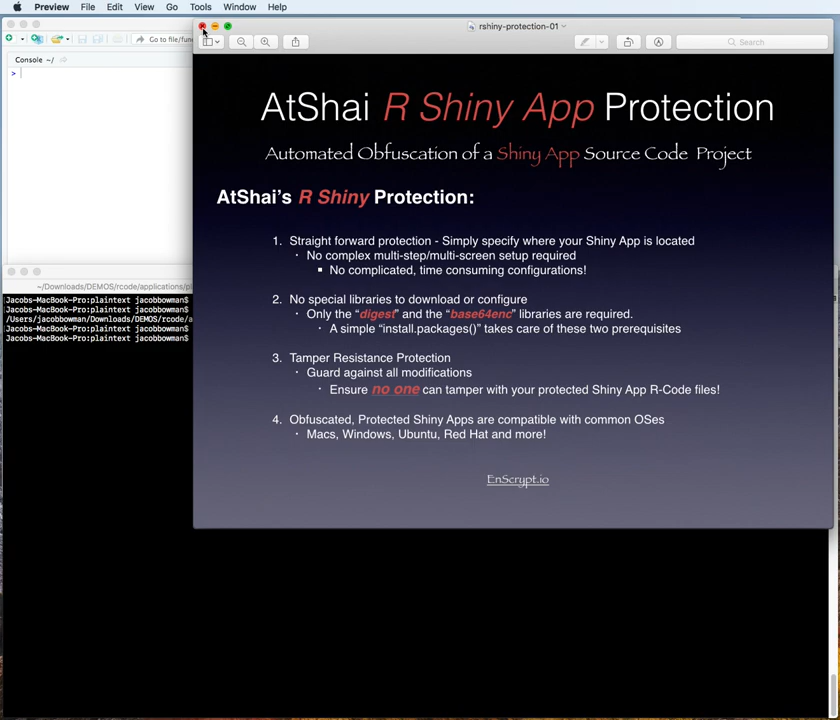 Preview File Edit View Go Tools Window Help
rshiny-protection-01
Go to file/fun
Search
Console ~/
>
AtShai R Shiny App Protection
Automated Obfuscation of a Shiny App Source Code Project
AtShai's R Shiny Protection:
1. Straight forward protection - Simply specify where your Shiny App is located
· No complex multi-step/multi-screen setup required
▪ No complicated, time consuming configurations!
2. No special libraries to download or configure
· Only the "digest" and the "base64enc" libraries are required.
· A simple "install.packages()" takes care of these two prerequisites
3. Tamper Resistance Protection
· Guard against all modifications
· Ensure no one can tamper with your protected Shiny App R-Code files!
4. Obfuscated, Protected Shiny Apps are compatible with common OSes
· Macs, Windows, Ubuntu, Red Hat and more!
EnScrypt.io
~/Downloads/DEMOS/rcode/applications/pl
Jacobs-MacBook-Pro:plaintext jacobbowman$
Jacobs-MacBook-Pro:plaintext jacobbowman$
/Users/jacobbowman/Downloads/DEMOS/rcode/a
Jacobs-MacBook-Pro:plaintext jacobbowman$
Jacobs-MacBook-Pro:plaintext jacobbowman$